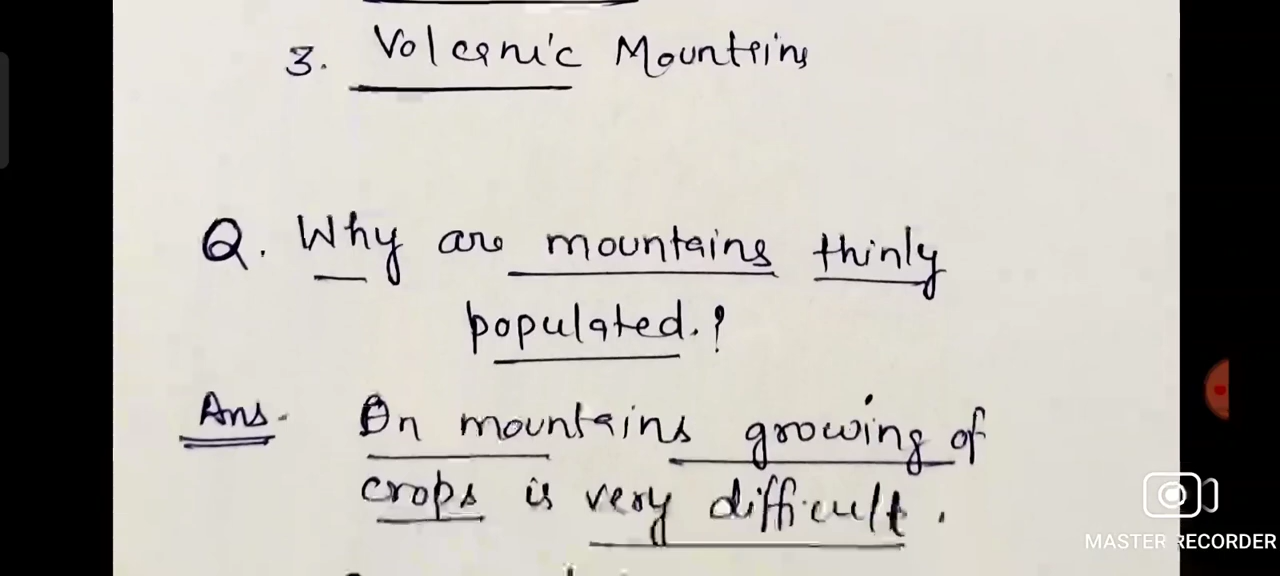 3. Volcanic Mountains
Q. Why are mountains thinly
populated.?
Ans- On mountains growing of
crops is very difficult.
MASTER RECORDER